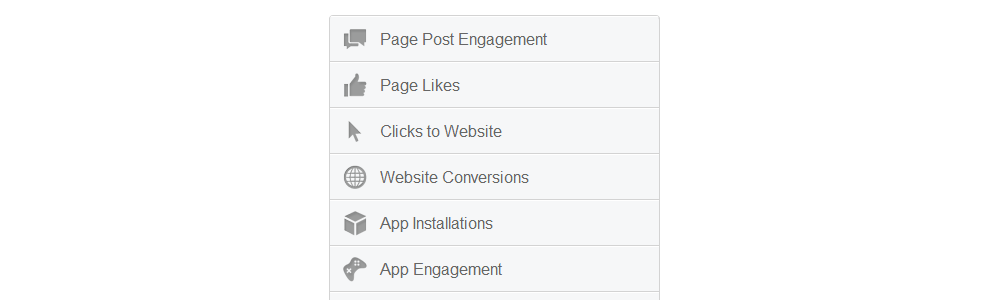 Page Post Engagement
Page Likes
Clicks to Website
Website Conversions
App Installations
App Engagement